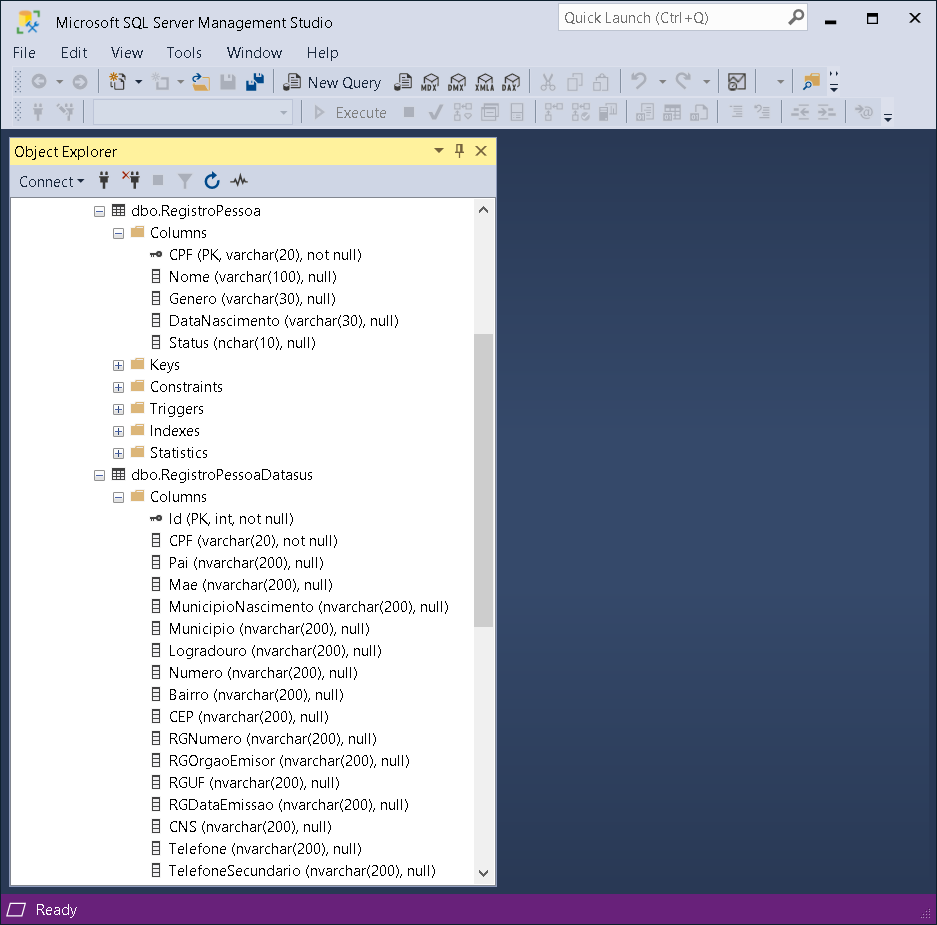 Microsoft SQL Server Management Studio
Quick Launch (Ctrl+Q)
File Edit View Tools Window Help
New Query MDX DMX XMLA DAX
Execute
Object Explorer
Connect
dbo.RegistroPessoa
Columns
CPF (PK, varchar(20), not null)
Nome (varchar(100), null)
Genero (varchar(30), null)
DataNascimento (varchar(30), null)
Status (nchar(10), null)
Keys
Constraints
Triggers
Indexes
Statistics
dbo.RegistroPessoaDatasus
Columns
Id (PK, int, not null)
CPF (varchar(20), not null)
Pai (nvarchar(200), null)
Mae (nvarchar(200), null)
MunicipioNascimento (nvarchar(200), null)
Municipio (nvarchar(200), null)
Logradouro (nvarchar(200), null)
Numero (nvarchar(200), null)
Bairro (nvarchar(200), null)
CEP (nvarchar(200), null)
RGNumero (nvarchar(200), null)
RGOrgaoEmisor (nvarchar(200), null)
RGUF (nvarchar(200), null)
RGDataEmissao (nvarchar(200), null)
CNS (nvarchar(200), null)
Telefone (nvarchar(200), null)
TelefoneSecundario (nvarchar(200), null)
Ready